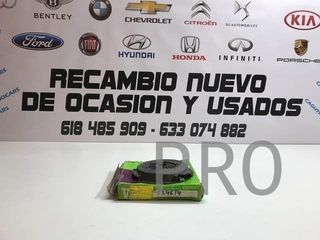 BENTLEY
CHEVROLET
CITROËN
DS AUTOMOBILES
KIA
Ford
FIAT
HYUNDAI
HONDA
INFINITI
PORSCHE
RECAMBIO NUEVO
DE OCASION Y USADOS
618 485 909 - 633 074 882
PRO